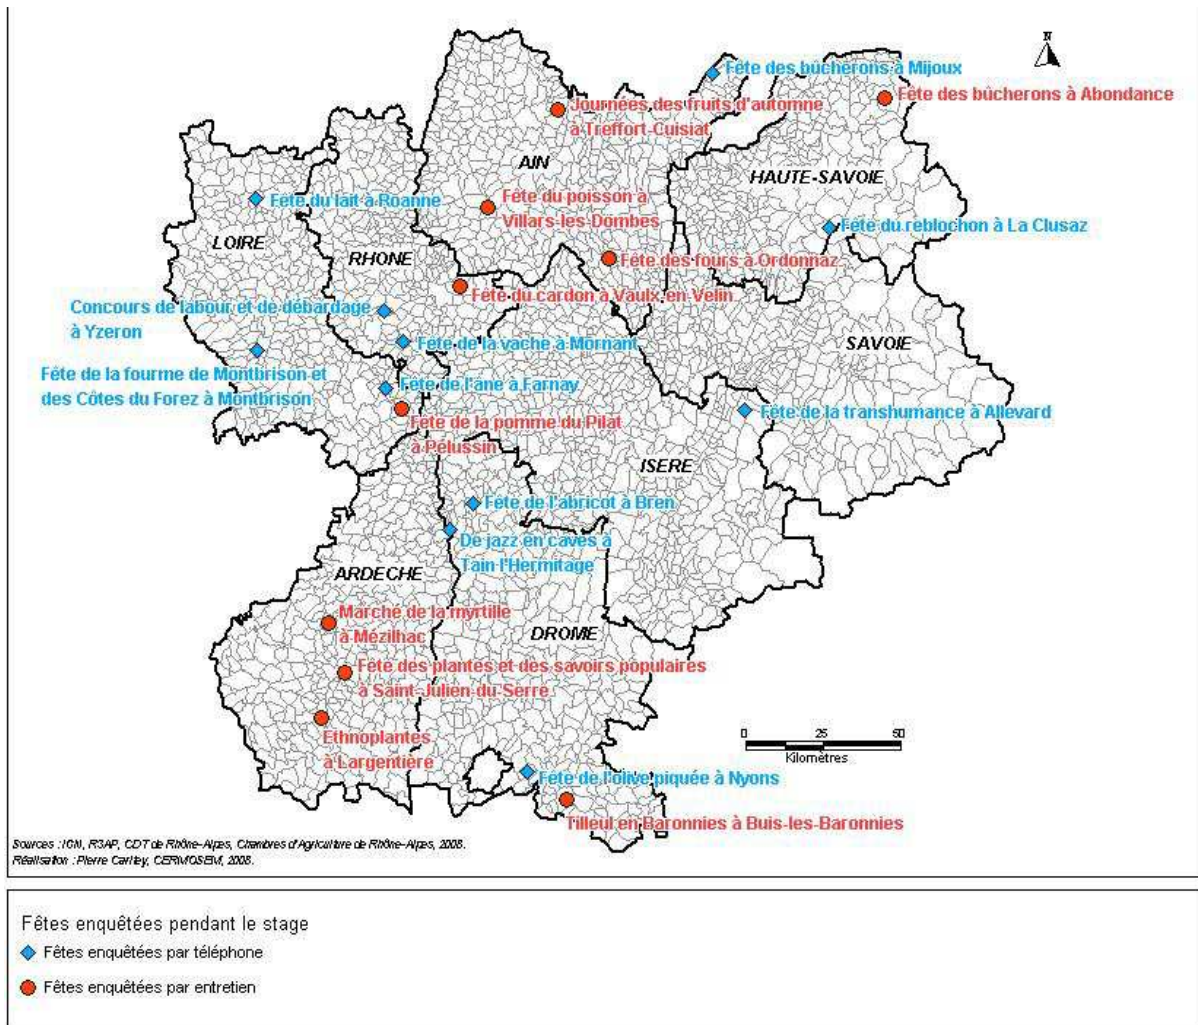 N
Fête des bûcherons à Mijoux
Fête des bûcherons à Abondance
Journées des fruits d'automne
à Treffort-Cuisiat
AIN
HAUTE-SAVOIE
Fête du lait à Roanne
Fête du poisson à
Villars-les-Dombes
Fête du reblochon à La Clusaz
LOIRE
RHONE
Fête des fours à Ordonnaz
Fête du cardon à Vaulx-en-Velin
Concours de labour et de débardage
à Yzeron
Fête de la vache à Mornant
SAVOIE
Fête de la fourme de Montbrison et
des Côtes du Forez à Montbrison
Fête de l'âne à Farnay
Fête de la pomme du Pilat
à Pélussin
Fête de la transhumance à Allevard
ISERE
Fête de l'abricot à Bren
De jazz en caves à
Tain l'Hermitage
ARDECHE
Marché de la myrtille
à Mézilhac
DROME
Fête des plantes et des savoirs populaires
à Saint-Julien-du-Serre
Ethnoplantes
à Largentière
0 25 50
Kilomètres
Fête de l'olive piquée à Nyons
Tilleul en Baronnies à Buis-les-Baronnies
Sources : IGN, R3AP, CDT de Rhône-Alpes, Chambres d'Agriculture de Rhône-Alpes, 2008.
Réalisation : Pierre Carltey, CERMOSEM, 2008.
Fêtes enquêtées pendant le stage
Fêtes enquêtées par téléphone
Fêtes enquêtées par entretien